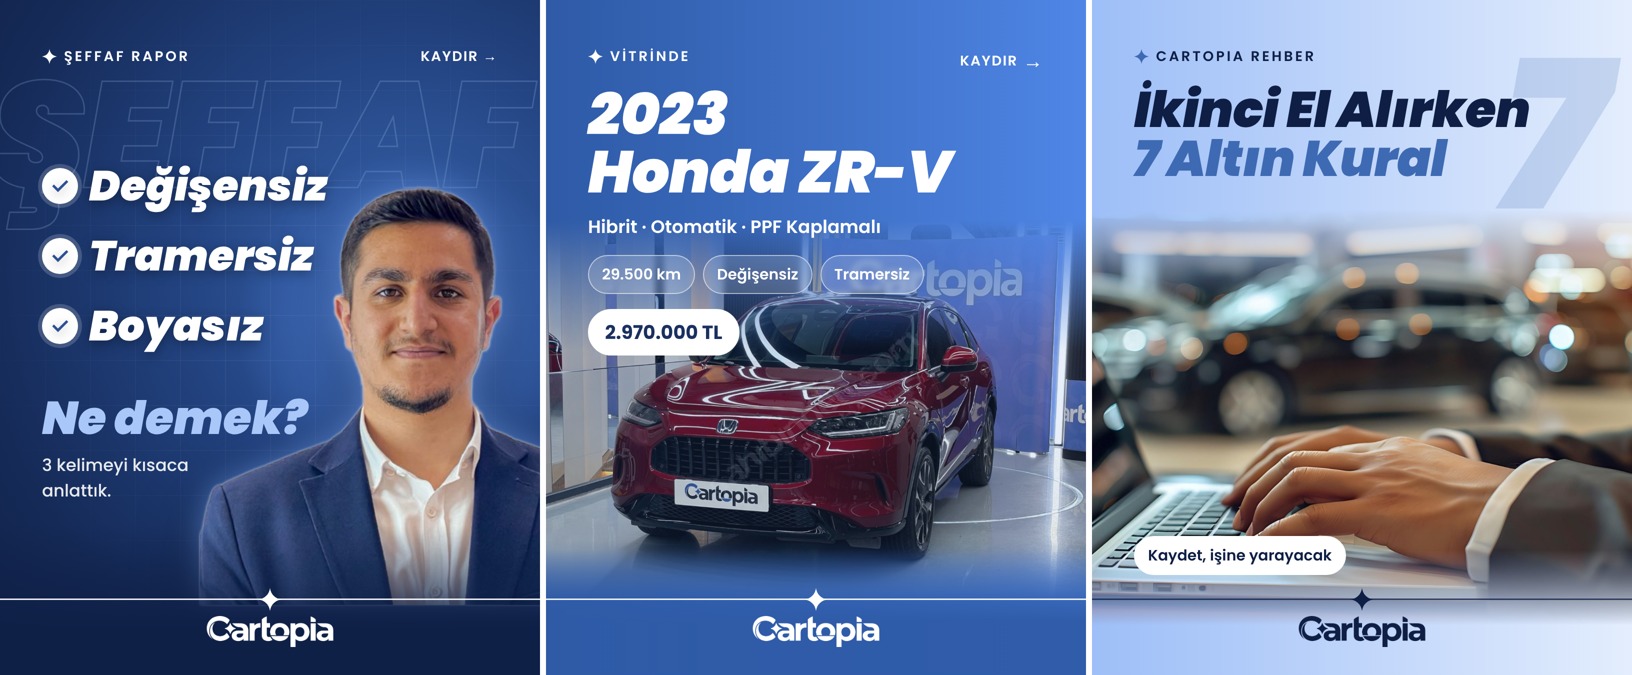 ŞEFFAF RAPOR
KAYDIR →
ŞEFFAF
Değişensiz
Tramersiz
Boyasız
Ne demek?
3 kelimeyi kısaca
anlattık.
Cartopia
VİTRİNDE
KAYDIR →
2023
Honda ZR-V
Hibrit · Otomatik · PPF Kaplamalı
29.500 km
Değişensiz
Tramersiz
Cartopia
2.970.000 TL
Cartopia
Cartopia
CARTOPIA REHBER
7
İkinci El Alırken
7 Altın Kural
Kaydet, işine yarayacak
Cartopia